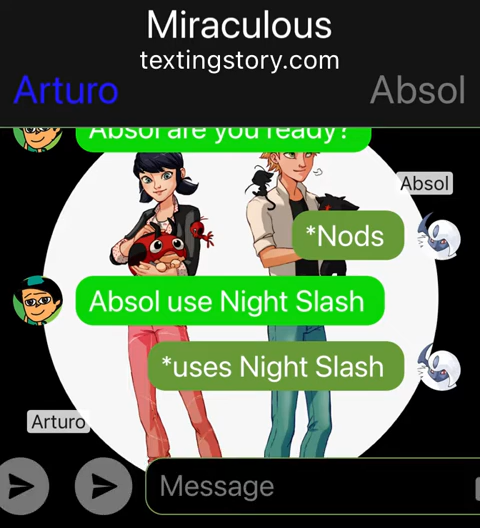 Miraculous
textingstory.com
Arturo
Absol
Absol are you ready?
Absol
*Nods
Absol use Night Slash
*uses Night Slash
Arturo
Message